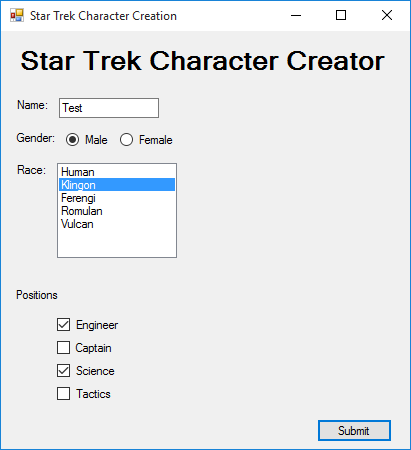 Star Trek Character Creation
Star Trek Character Creator
Name: Test
Gender: Male Female
Race: Human
Klingon
Ferengi
Romulan
Vulcan
Positions
Engineer
Captain
Science
Tactics
Submit